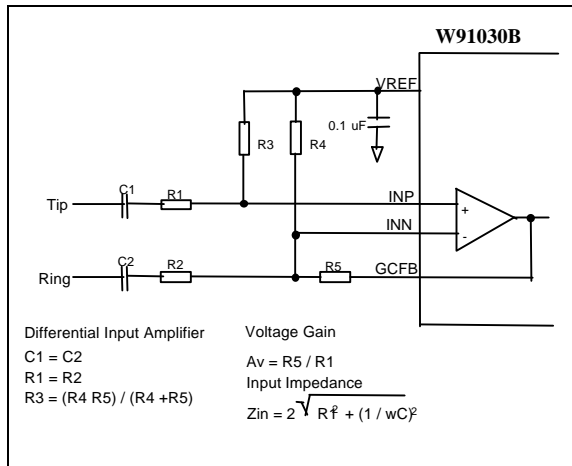 W91030B
VREF
0.1 uF
R3
R4
C1
R1
Tip
INP
+
INN
-
C2
R2
R5
GCFB
Ring
Differential Input Amplifier
C1 = C2
R1 = R2
R3 = (R4 R5) / (R4 +R5)
Voltage Gain
Av = R5 / R1
Input Impedance
Zin = 2√ R1² + (1 / wC)²